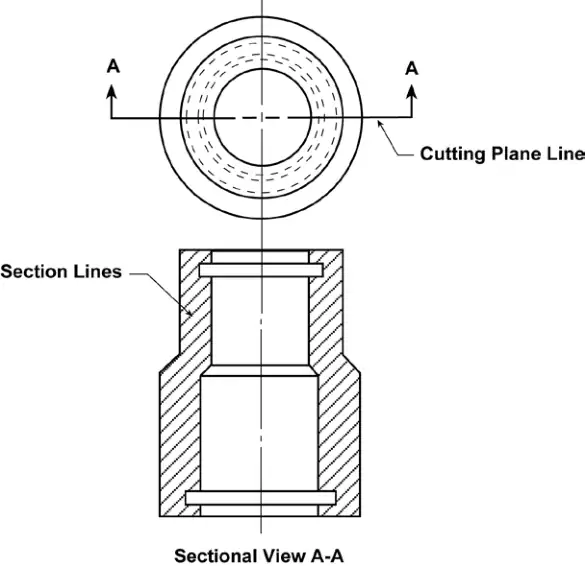 A
A
Cutting Plane Line
Section Lines
Sectional View A-A